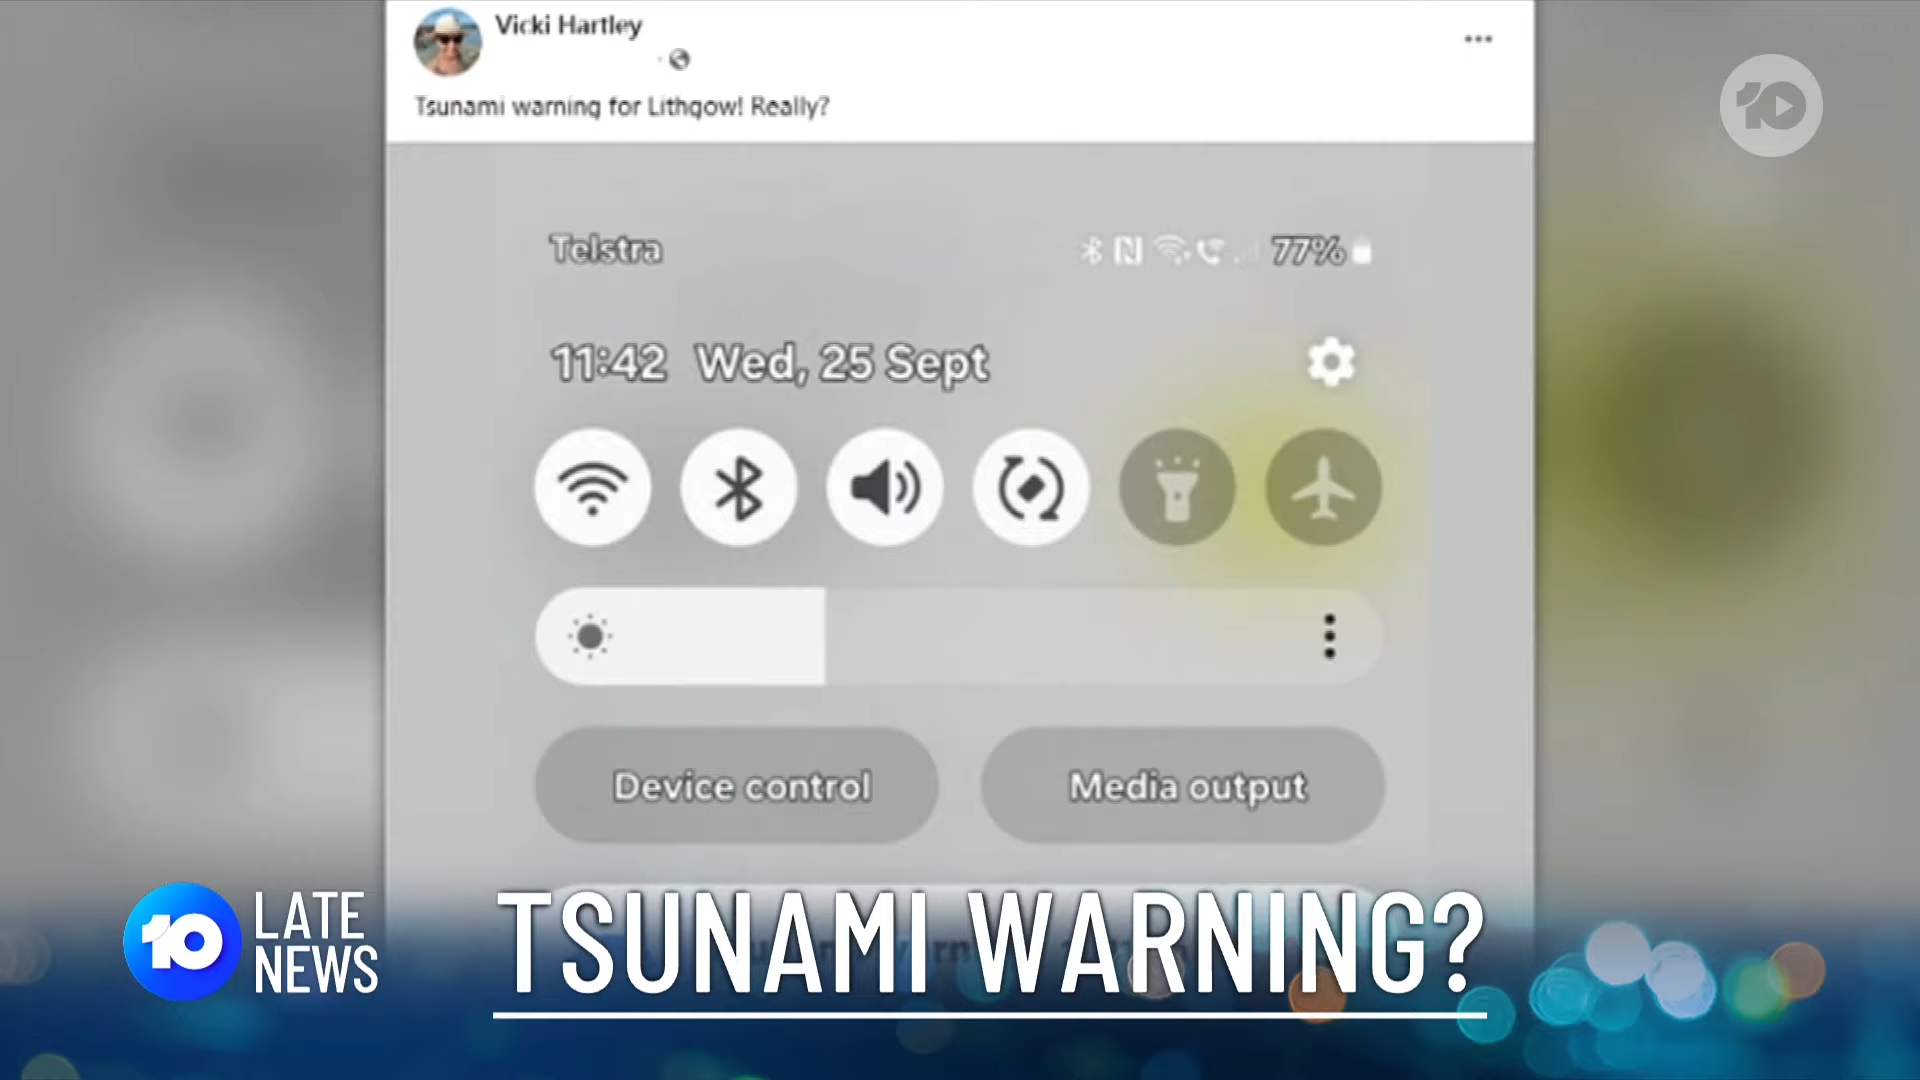 Vicki Hartley
Tsunami warning for Lithgow! Really?
10
Telstra
77%
11:42 Wed, 25 Sept
Device control
Media output
10
LATE
NEWS
TSUNAMI WARNING?